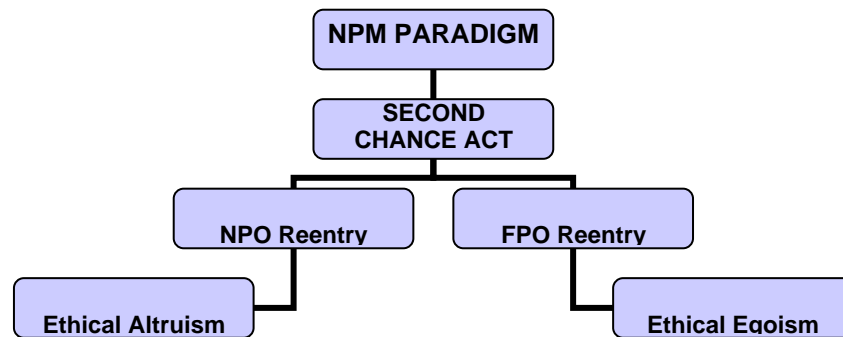 NPM PARADIGM
SECOND
CHANCE ACT
NPO Reentry
FPO Reentry
Ethical Altruism
Ethical Egoism